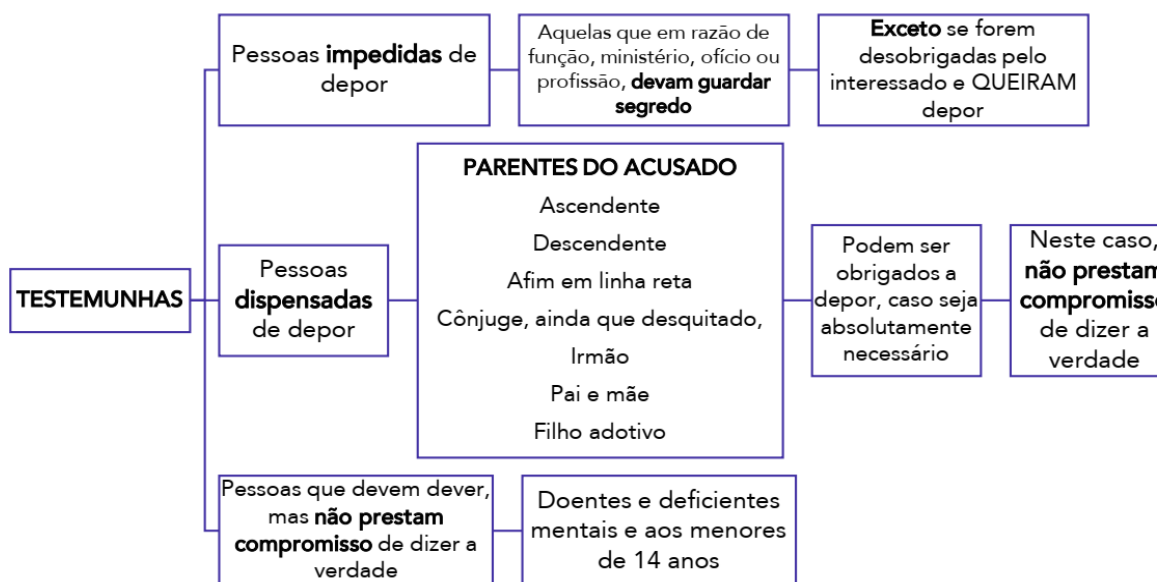 TESTEMUNHAS
Pessoas impedidas de
depor
Aquelas que em razão de
função, ministério, ofício ou
profissão, devam guardar
segredo
Exceto se forem
desobrigadas pelo
interessado e QUEIRAM
depor
Pessoas
dispensadas
de depor
PARENTES DO ACUSADO
Ascendente
Descendente
Afim em linha reta
Cônjuge, ainda que desquitado,
Irmão
Pai e mãe
Filho adotivo
Podem ser
obrigados a
depor, caso seja
absolutamente
necessário
Neste caso,
não prestam
compromisso
de dizer a
verdade
Pessoas que devem dever,
mas não prestam
compromisso de dizer a
verdade
Doentes e deficientes
mentais e aos menores
de 14 anos